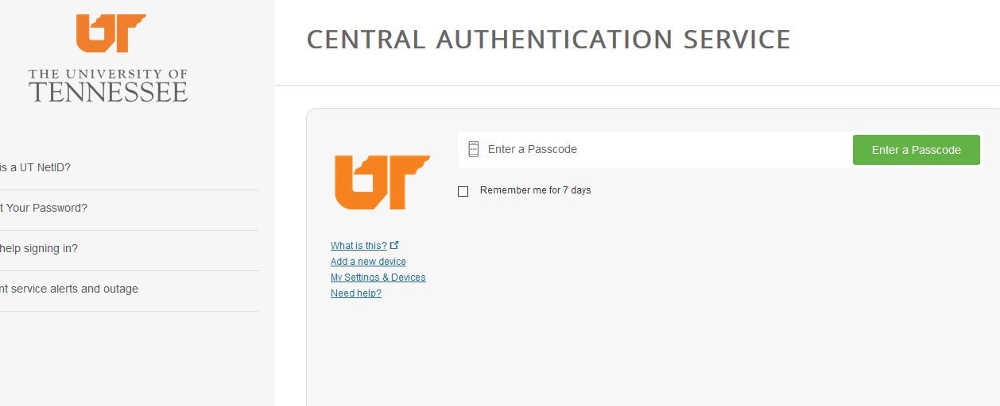 UT
THE UNIVERSITY OF
TENNESSEE
is a UT NetID?
t Your Password?
help signing in?
nt service alerts and outage
CENTRAL AUTHENTICATION SERVICE
UT
Enter a Passcode
Enter a Passcode
Remember me for 7 days
What is this?
Add a new device
My Settings & Devices
Need help?